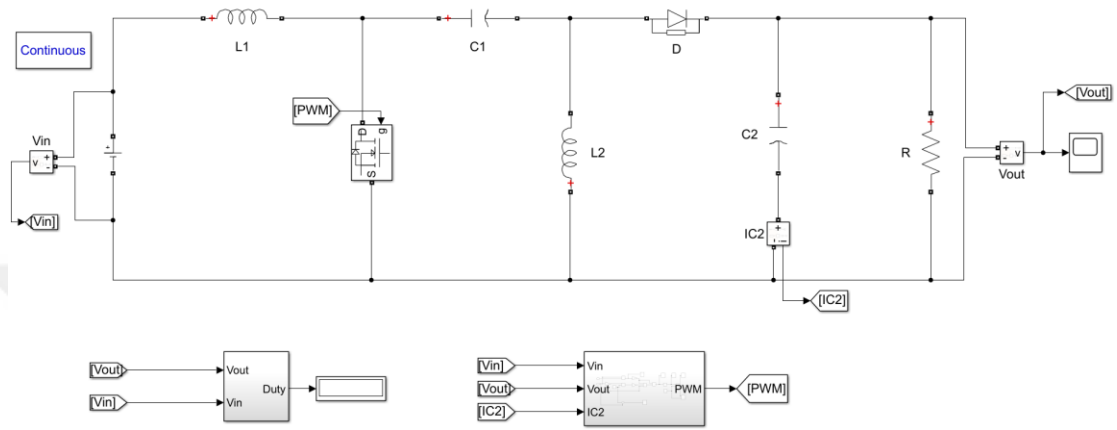 Continuous
L1
C1
D
[PWM]
D
g
S
Vin
v
+
-
[Vin]
+
L2
C2
R
+
-
v
Vout
[Vout]
IC2
+
-
[IC2]
[Vout]
[Vin]
Vout
Vin
Duty
[Vin]
[Vout]
[IC2]
Vin
Vout
IC2
PWM
[PWM]